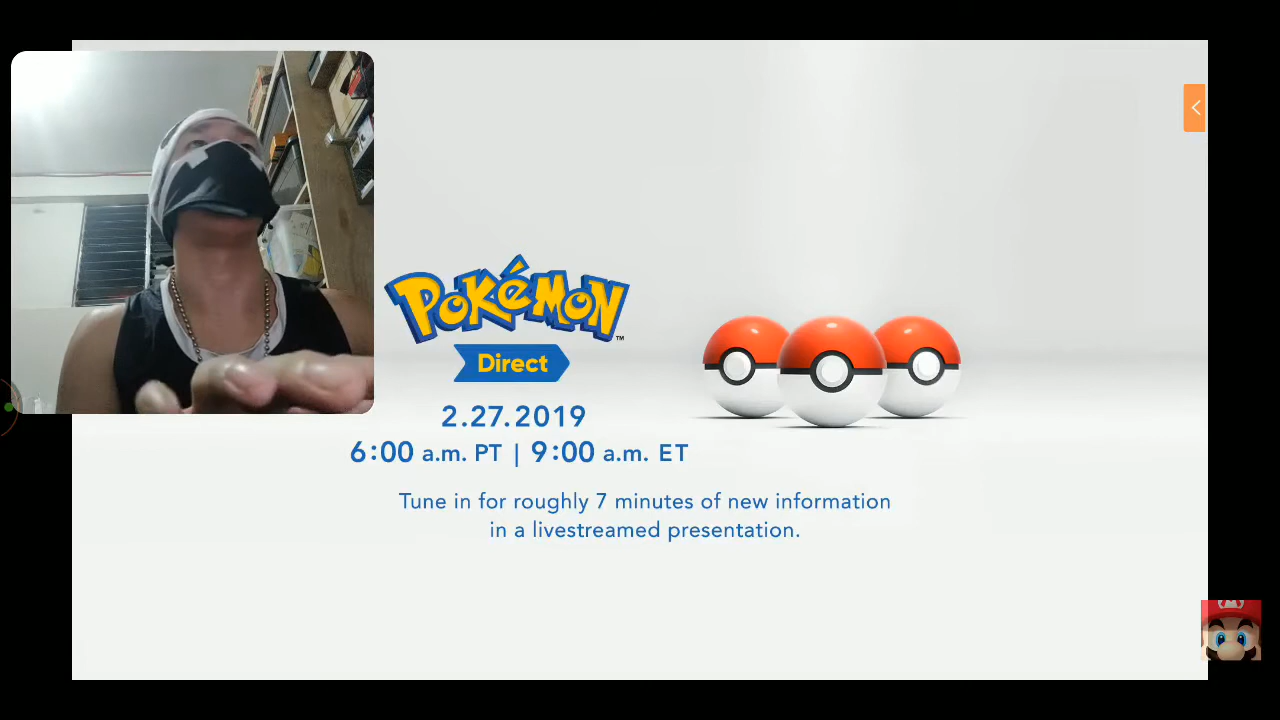 POKéMON
TM
Direct
2.27.2019
6:00 a.m. PT | 9:00 a.m. ET
Tune in for roughly 7 minutes of new information
in a livestreamed presentation.
M